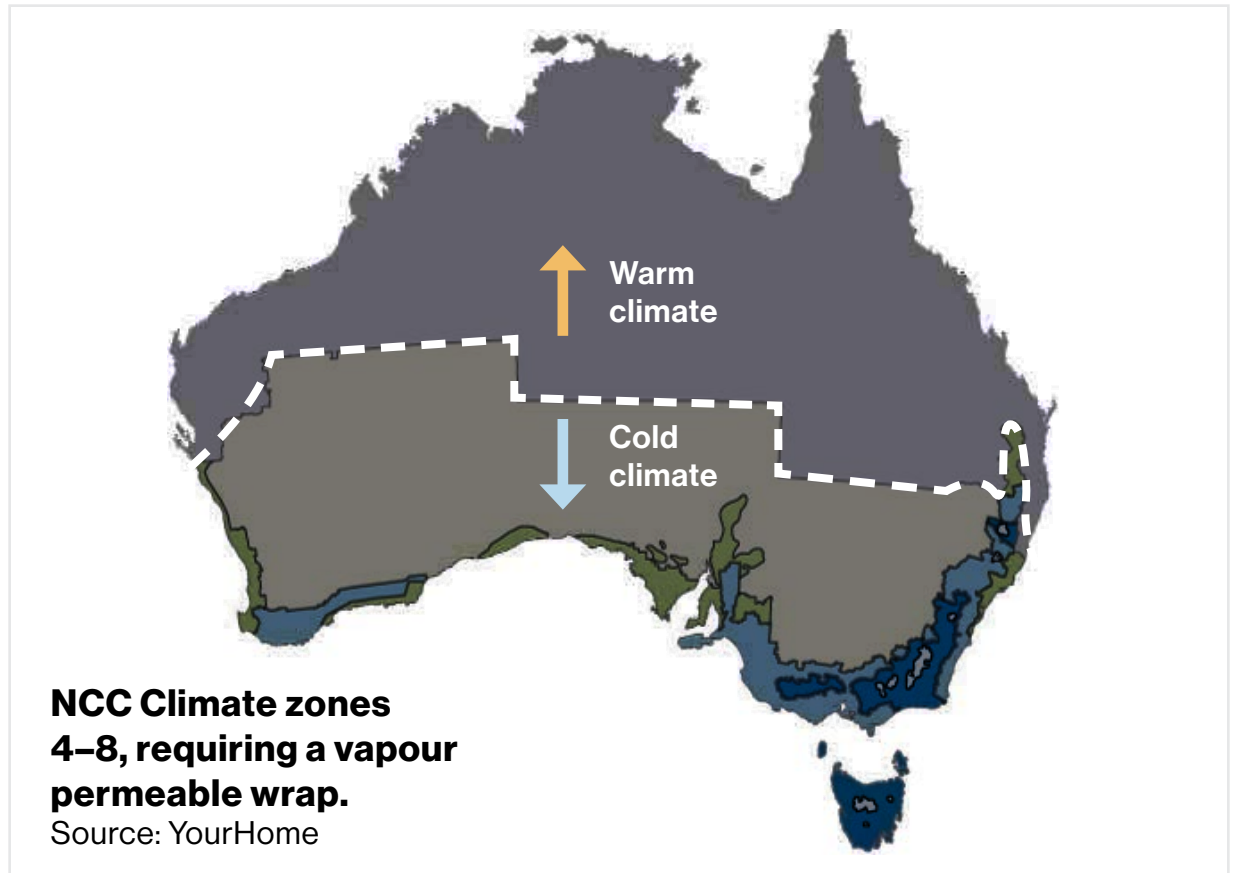 Warm
climate
Cold
climate
NCC Climate zones
4–8, requiring a vapour
permeable wrap.
Source: YourHome